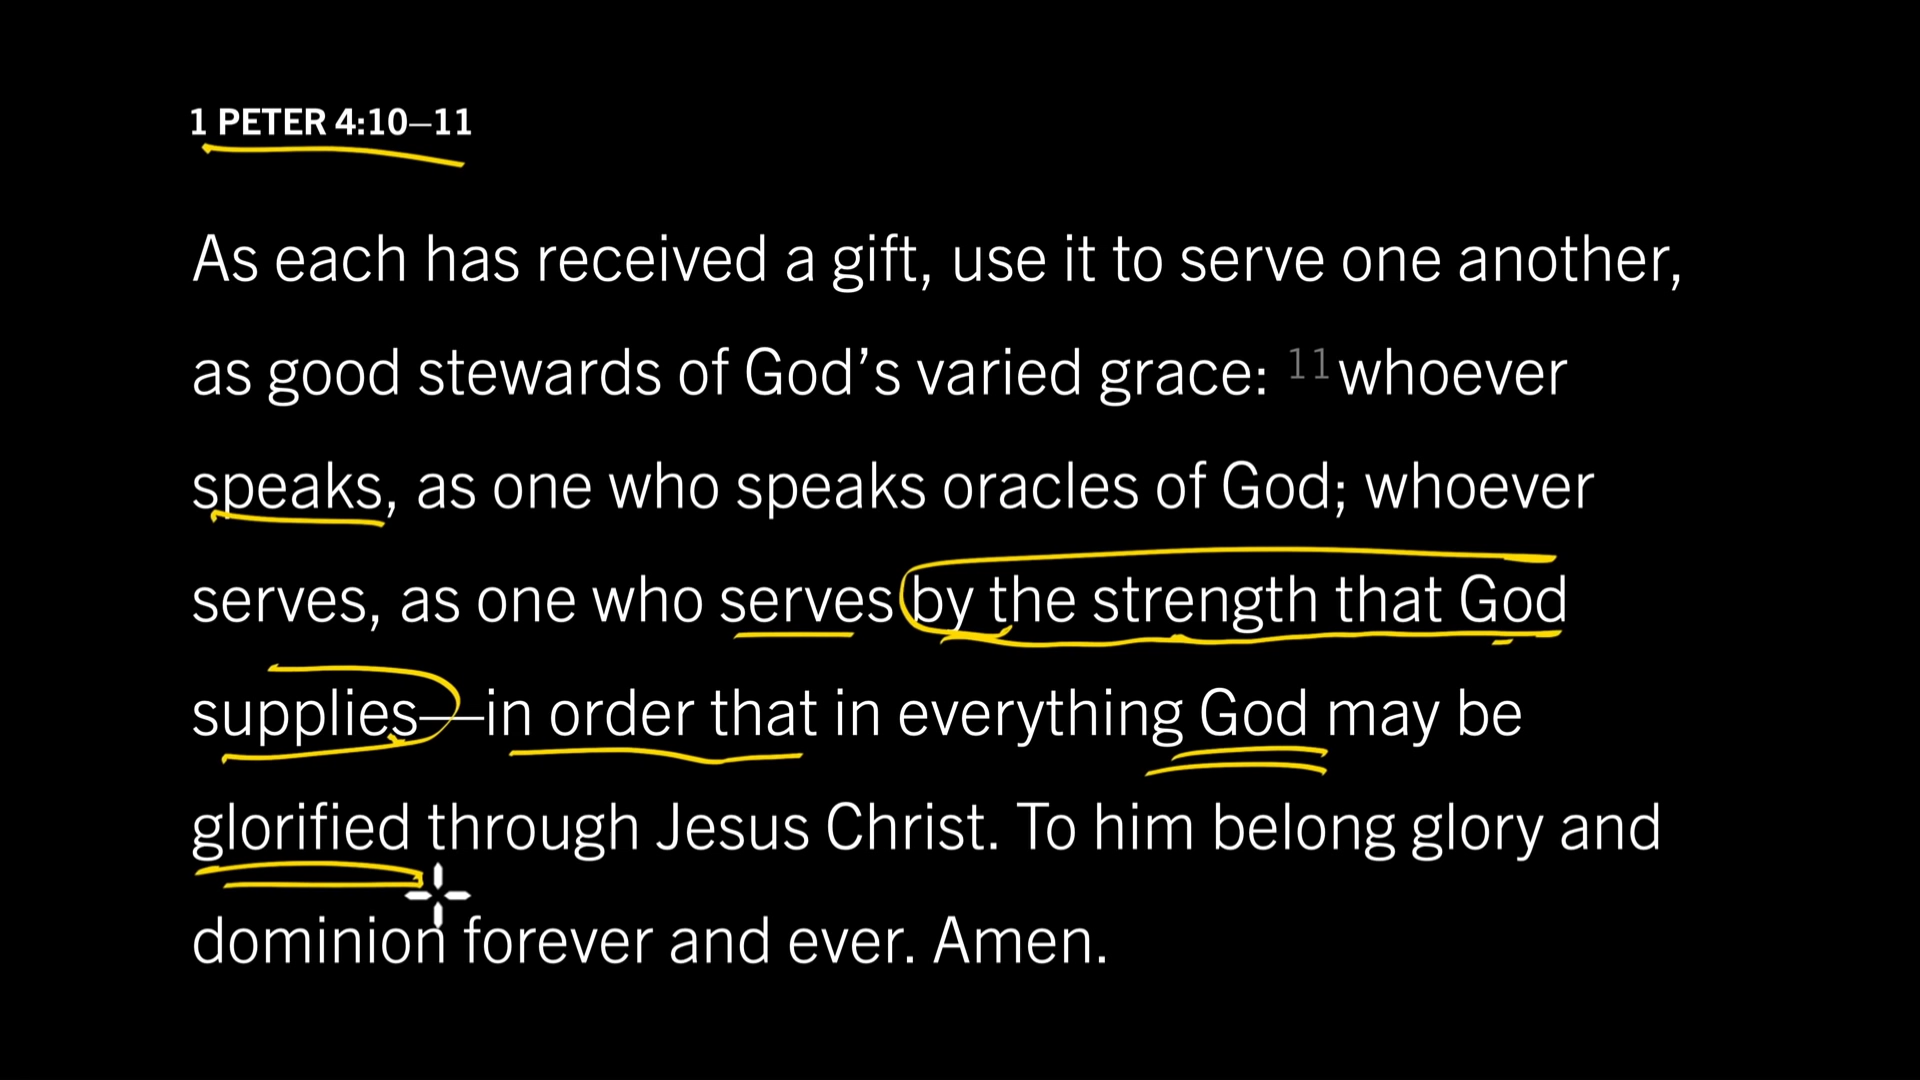 1 PETER 4:10–11
As each has received a gift, use it to serve one another,
as good stewards of God’s varied grace: 11 whoever
speaks, as one who speaks oracles of God; whoever
serves, as one who serves by the strength that God
supplies—in order that in everything God may be
glorified through Jesus Christ. To him belong glory and
dominion forever and ever. Amen.